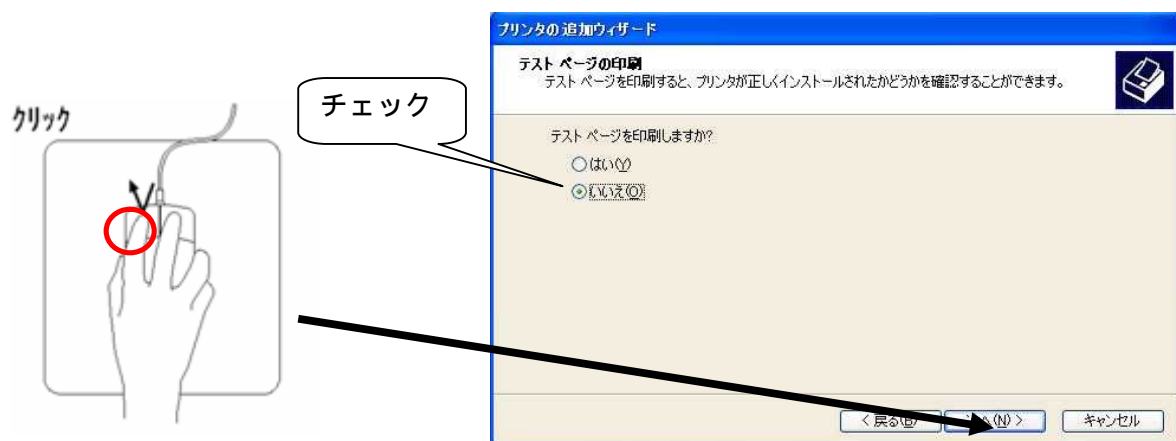 プリンタの追加ウィザード
テスト ページの印刷
テスト ページを印刷すると、プリンタが正しくインストールされたかどうかを確認することができます。
チェック
クリック
テスト ページを印刷しますか?
はい(Y)
いいえ(O)
< 戻る(B)
(N) >
キャンセル